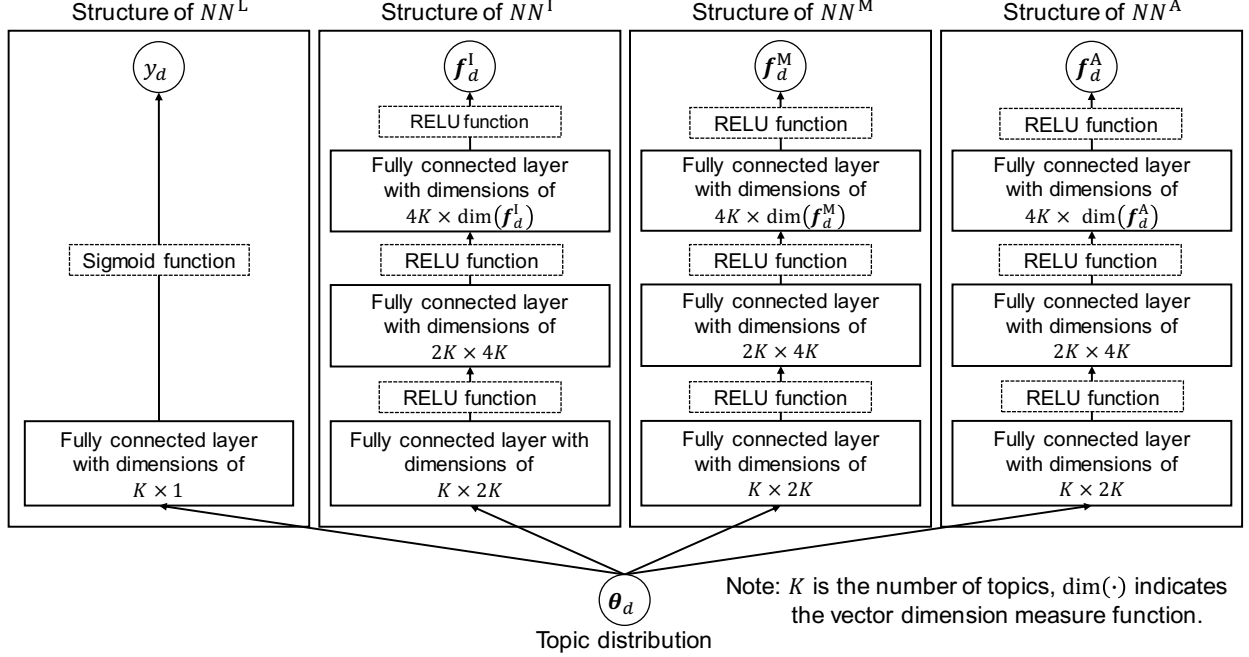 Structure of NN^L
y_d
Sigmoid function
Fully connected layer
with dimensions of
K × 1
Structure of NN^I
f_d^I
RELU function
Fully connected layer
with dimensions of
4K × dim(f_d^I)
RELU function
Fully connected layer
with dimensions of
2K × 4K
RELU function
Fully connected layer with
dimensions of
K × 2K
Structure of NN^M
f_d^M
RELU function
Fully connected layer
with dimensions of
4K × dim(f_d^M)
RELU function
Fully connected layer
with dimensions of
2K × 4K
RELU function
Fully connected layer
with dimensions of
K × 2K
Structure of NN^A
f_d^A
RELU function
Fully connected layer
with dimensions of
4K × dim(f_d^A)
RELU function
Fully connected layer
with dimensions of
2K × 4K
RELU function
Fully connected layer
with dimensions of
K × 2K
θ_d
Topic distribution
Note: K is the number of topics, dim(·) indicates
the vector dimension measure function.